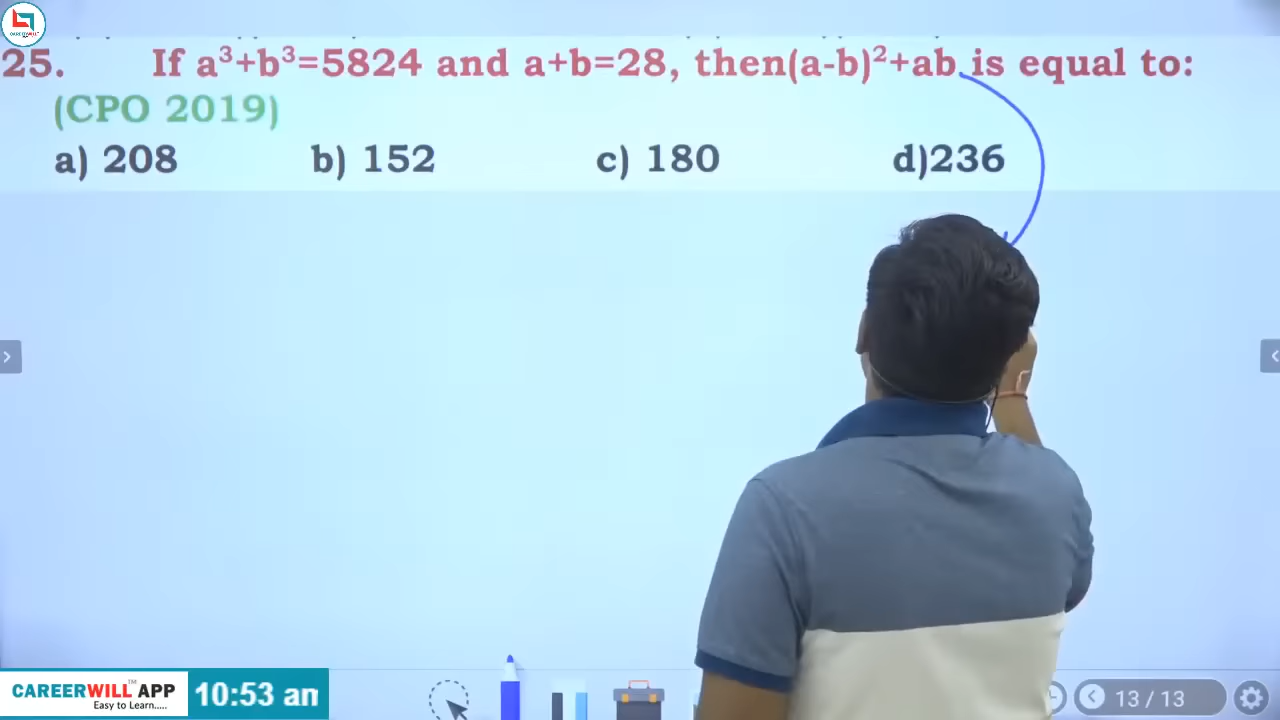 25. If a³+b³=5824 and a+b=28, then(a-b)²+ab is equal to:
(CPO 2019)
a) 208 b) 152 c) 180 d)236
CAREERWILL™ APP
Easy to Learn.....
10:53 an
13 / 13